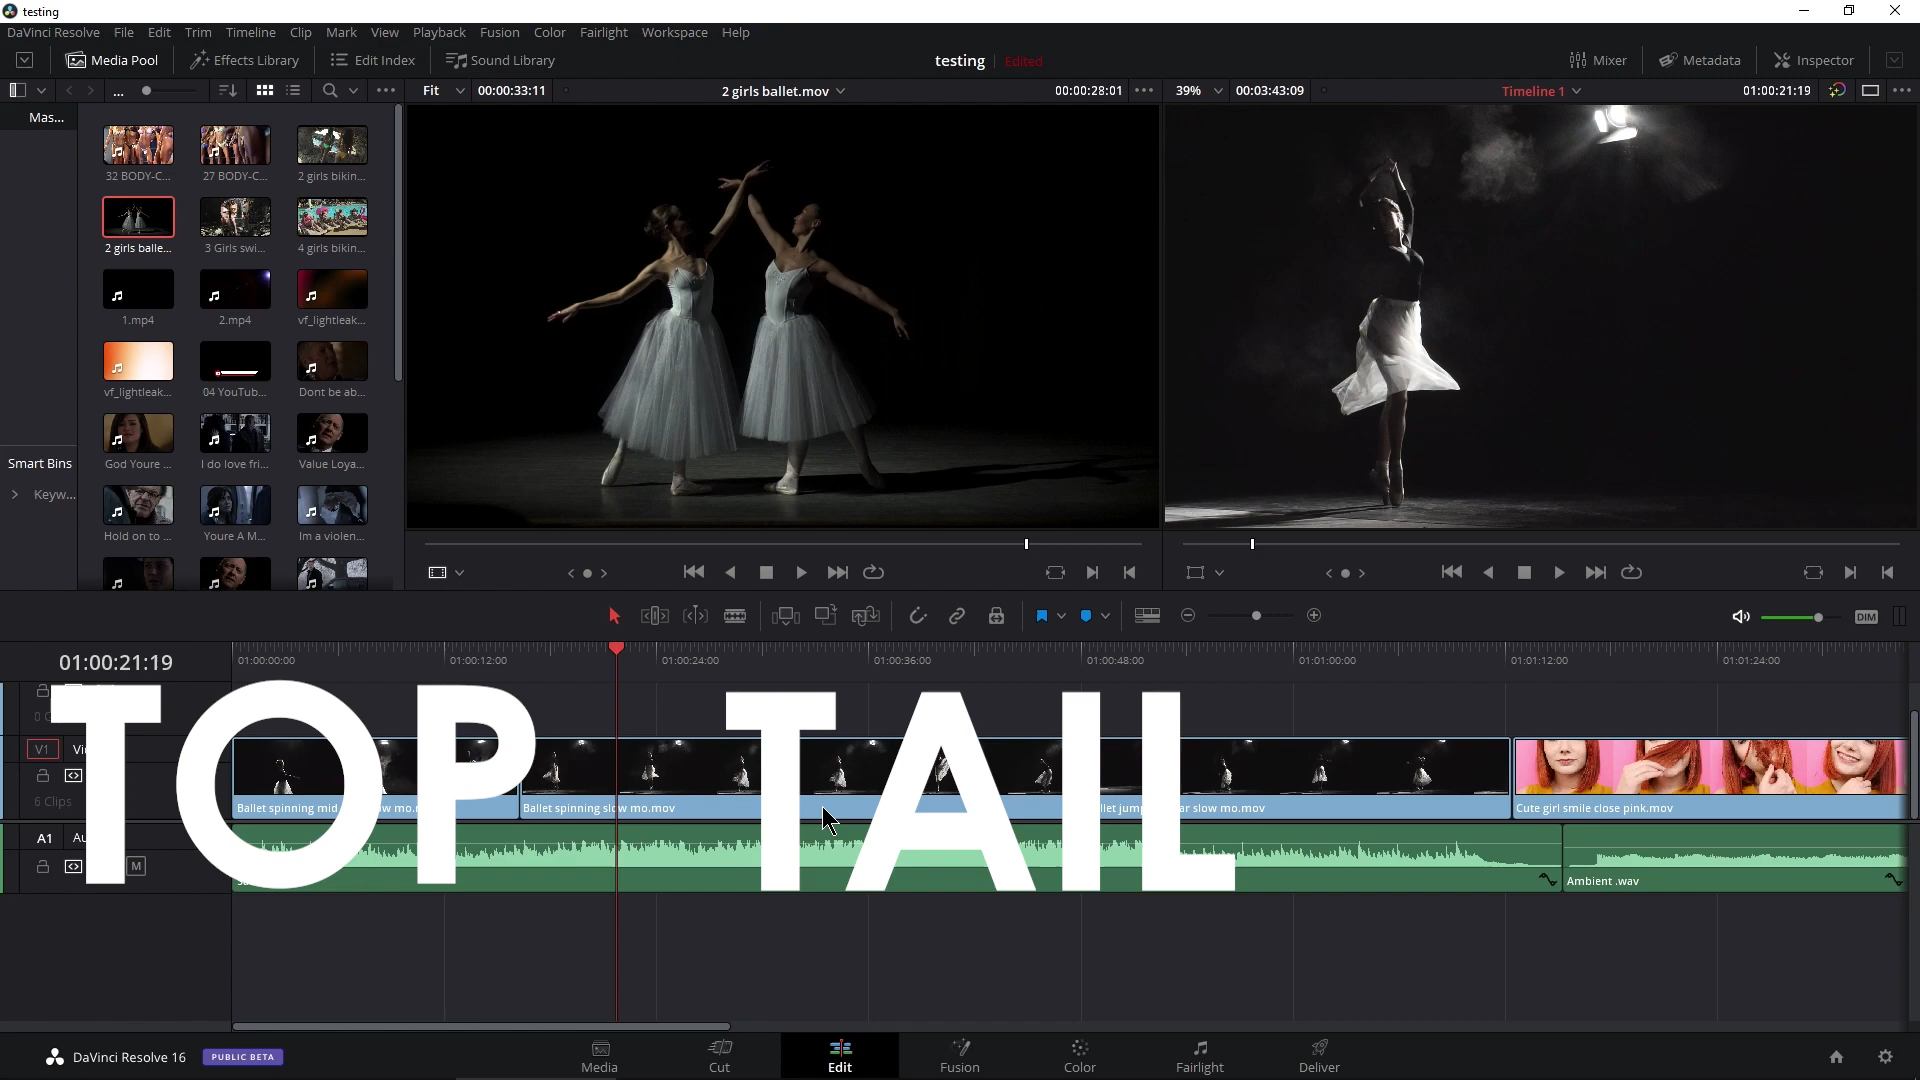 testing
DaVinci Resolve File Edit Trim Timeline Clip Mark View Playback Fusion Color Fairlight Workspace Help
Media Pool Effects Library Edit Index Sound Library testing Edited Mixer Metadata Inspector
... Fit 00:00:33:11 2 girls ballet.mov 00:00:28:01 39% 00:03:43:09 Timeline 1 01:00:21:19
Mas...
32 BODY-C... 27 BODY-C... 2 girls bikin...
2 girls balle... 3 Girls swi... 4 girls bikin...
1.mp4 2.mp4 vf_lightleak...
vf_lightleak... 04 YouTub... Dont be ab...
God Youre ... I do love fri... Value Loya...
Smart Bins
Keyw...
Hold on to ... Youre A M... Im a violen...
DIM
01:00:21:19
01:00:00:00 01:00:12:00 01:00:24:00 01:00:36:00 01:00:48:00 01:01:00:00 01:01:12:00 01:01:24:00
TOP TAIL
V1
6 Clips
Ballet spinning mid Ballet spinning slow mo.mov slow mo.mov Cute girl smile close pink.mov
A1
M
Ambient .wav
DaVinci Resolve 16 PUBLIC BETA
Media Cut Edit Fusion Color Fairlight Deliver